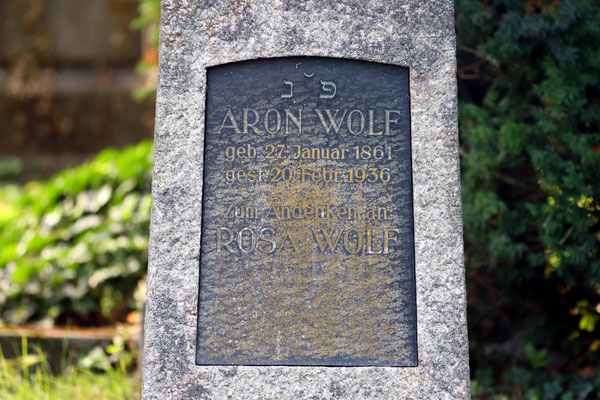 פ נ
ARON WOLF
geb. 27. Januar 1861
gest. 20. Febr. 1936
Zum Andenken an
ROSA WOLF